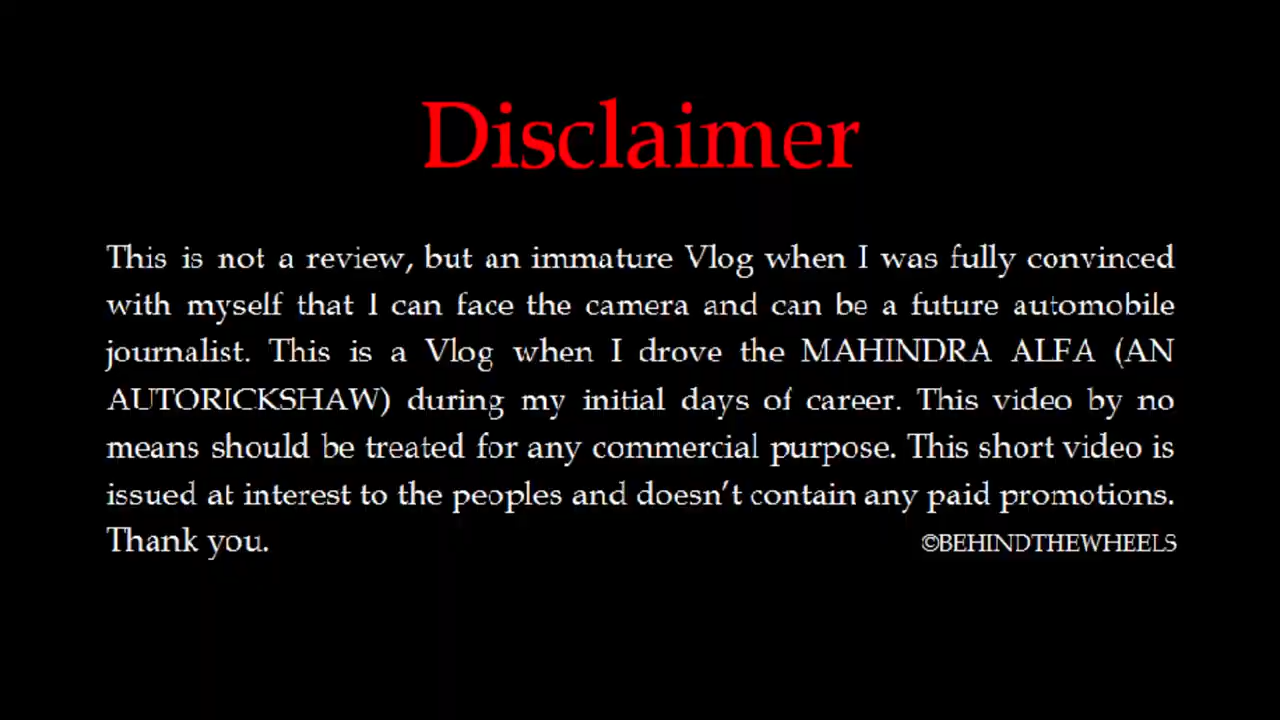 Disclaimer
This is not a review, but an immature Vlog when I was fully convinced
with myself that I can face the camera and can be a future automobile
journalist. This is a Vlog when I drove the MAHINDRA ALFA (AN
AUTORICKSHAW) during my initial days of career. This video by no
means should be treated for any commercial purpose. This short video is
issued at interest to the peoples and doesn't contain any paid promotions.
Thank you. ©BEHINDTHEWHEELS